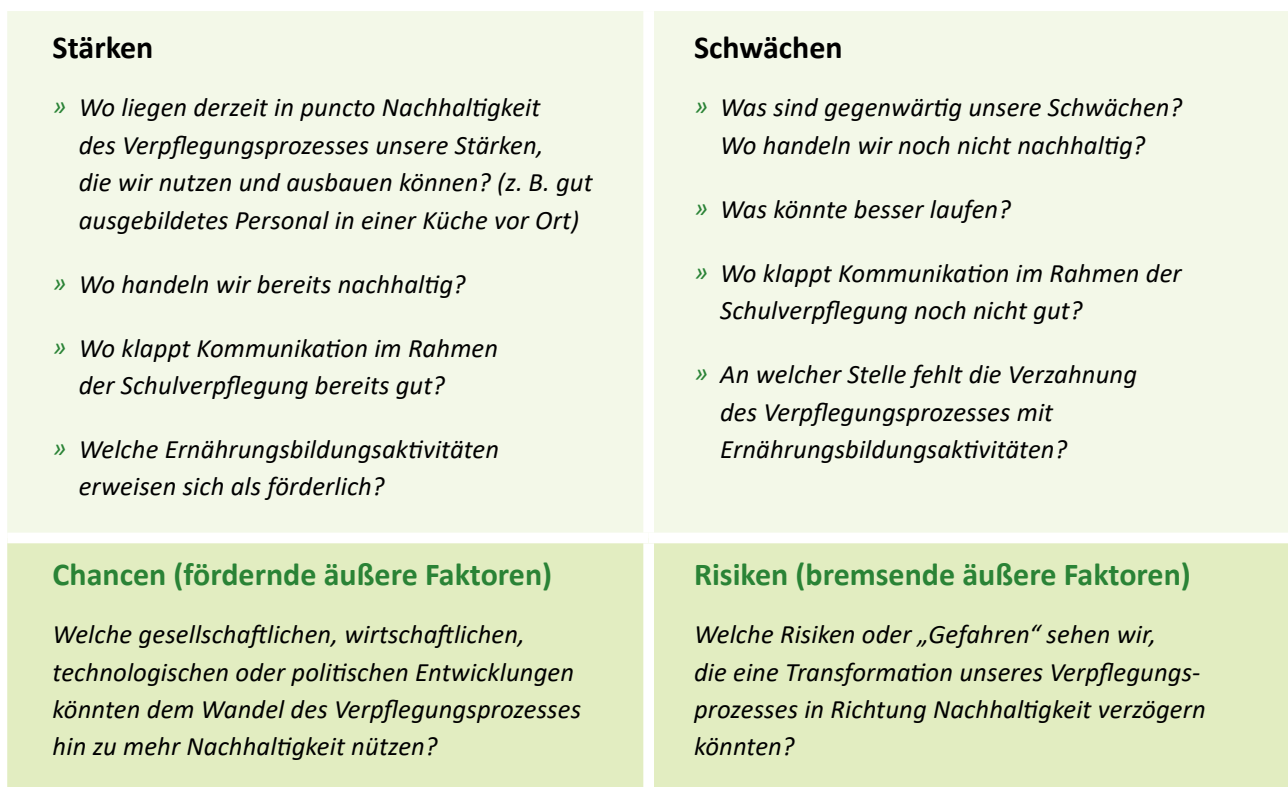 Stärken
» Wo liegen derzeit in puncto Nachhaltigkeit
des Verpflegungsprozesses unsere Stärken,
die wir nutzen und ausbauen können? (z. B. gut
ausgebildetes Personal in einer Küche vor Ort)
» Wo handeln wir bereits nachhaltig?
» Wo klappt Kommunikation im Rahmen
der Schulverpflegung bereits gut?
» Welche Ernährungsbildungsaktivitäten
erweisen sich als förderlich?
Schwächen
» Was sind gegenwärtig unsere Schwächen?
Wo handeln wir noch nicht nachhaltig?
» Was könnte besser laufen?
» Wo klappt Kommunikation im Rahmen der
Schulverpflegung noch nicht gut?
» An welcher Stelle fehlt die Verzahnung
des Verpflegungsprozesses mit
Ernährungsbildungsaktivitäten?
Chancen (fördernde äußere Faktoren)
Welche gesellschaftlichen, wirtschaftlichen,
technologischen oder politischen Entwicklungen
könnten dem Wandel des Verpflegungsprozesses
hin zu mehr Nachhaltigkeit nützen?
Risiken (bremsende äußere Faktoren)
Welche Risiken oder „Gefahren“ sehen wir,
die eine Transformation unseres Verpflegungs-
prozesses in Richtung Nachhaltigkeit verzögern
könnten?